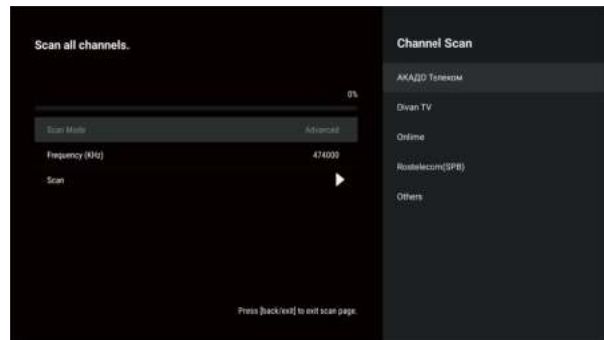 Scan all channels.
0%
Scan Mode Advanced
Frequency (KHz) 474000
Scan
Press [back/exit] to exit scan page.
Channel Scan
АКАДО Телеком
Divan TV
Onlime
Rostelecom(SPB)
Others